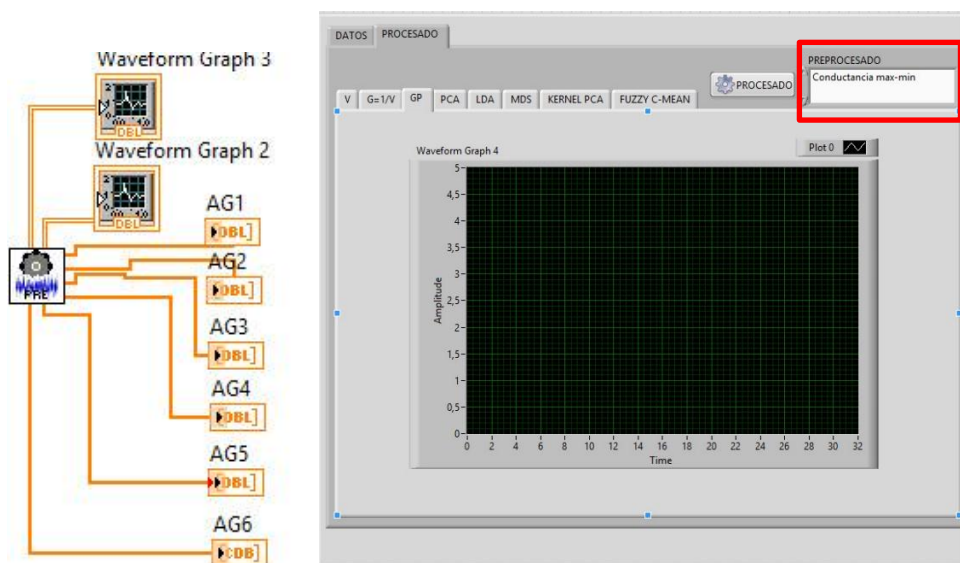 Waveform Graph 3
DBL
Waveform Graph 2
DBL
AG1
DBL]
AG2
DBL]
AG3
DBL]
AG4
DBL]
AG5
DBL]
AG6
DB]
PRE
DATOS PROCESADO
PREPROCESADO
Conductancia max-min
PROCESADO
V G=1/V GP PCA LDA MDS KERNEL PCA FUZZY C-MEAN
Waveform Graph 4
Plot 0
Amplitude
5
4,5
4
3,5
3
2,5
2
1,5
1
0,5
0
0 2 4 6 8 10 12 14 16 18 20 22 24 26 28 30 32
Time